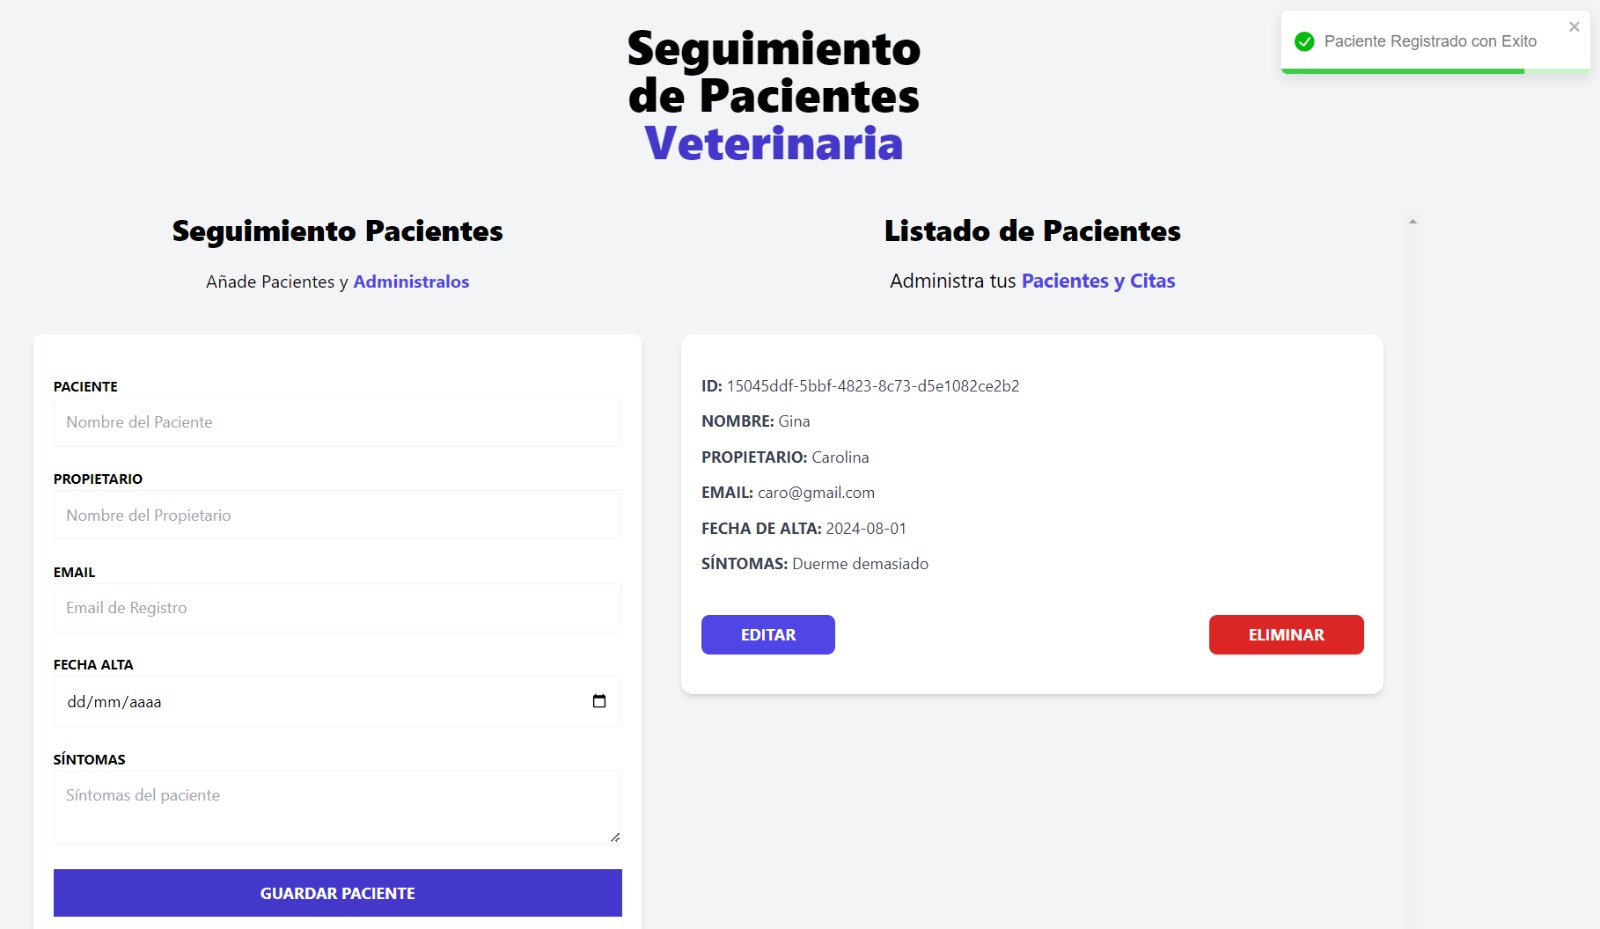 Seguimiento
de Pacientes
Veterinaria
Paciente Registrado con Exito
Seguimiento Pacientes
Añade Pacientes y Administralos
PACIENTE
Nombre del Paciente
PROPIETARIO
Nombre del Propietario
EMAIL
Email de Registro
FECHA ALTA
dd/mm/aaaa
SÍNTOMAS
Síntomas del paciente
GUARDAR PACIENTE
Listado de Pacientes
Administra tus Pacientes y Citas
ID: 15045ddf-5bbf-4823-8c73-d5e1082ce2b2
NOMBRE: Gina
PROPIETARIO: Carolina
EMAIL: caro@gmail.com
FECHA DE ALTA: 2024-08-01
SÍNTOMAS: Duerme demasiado
EDITAR
ELIMINAR